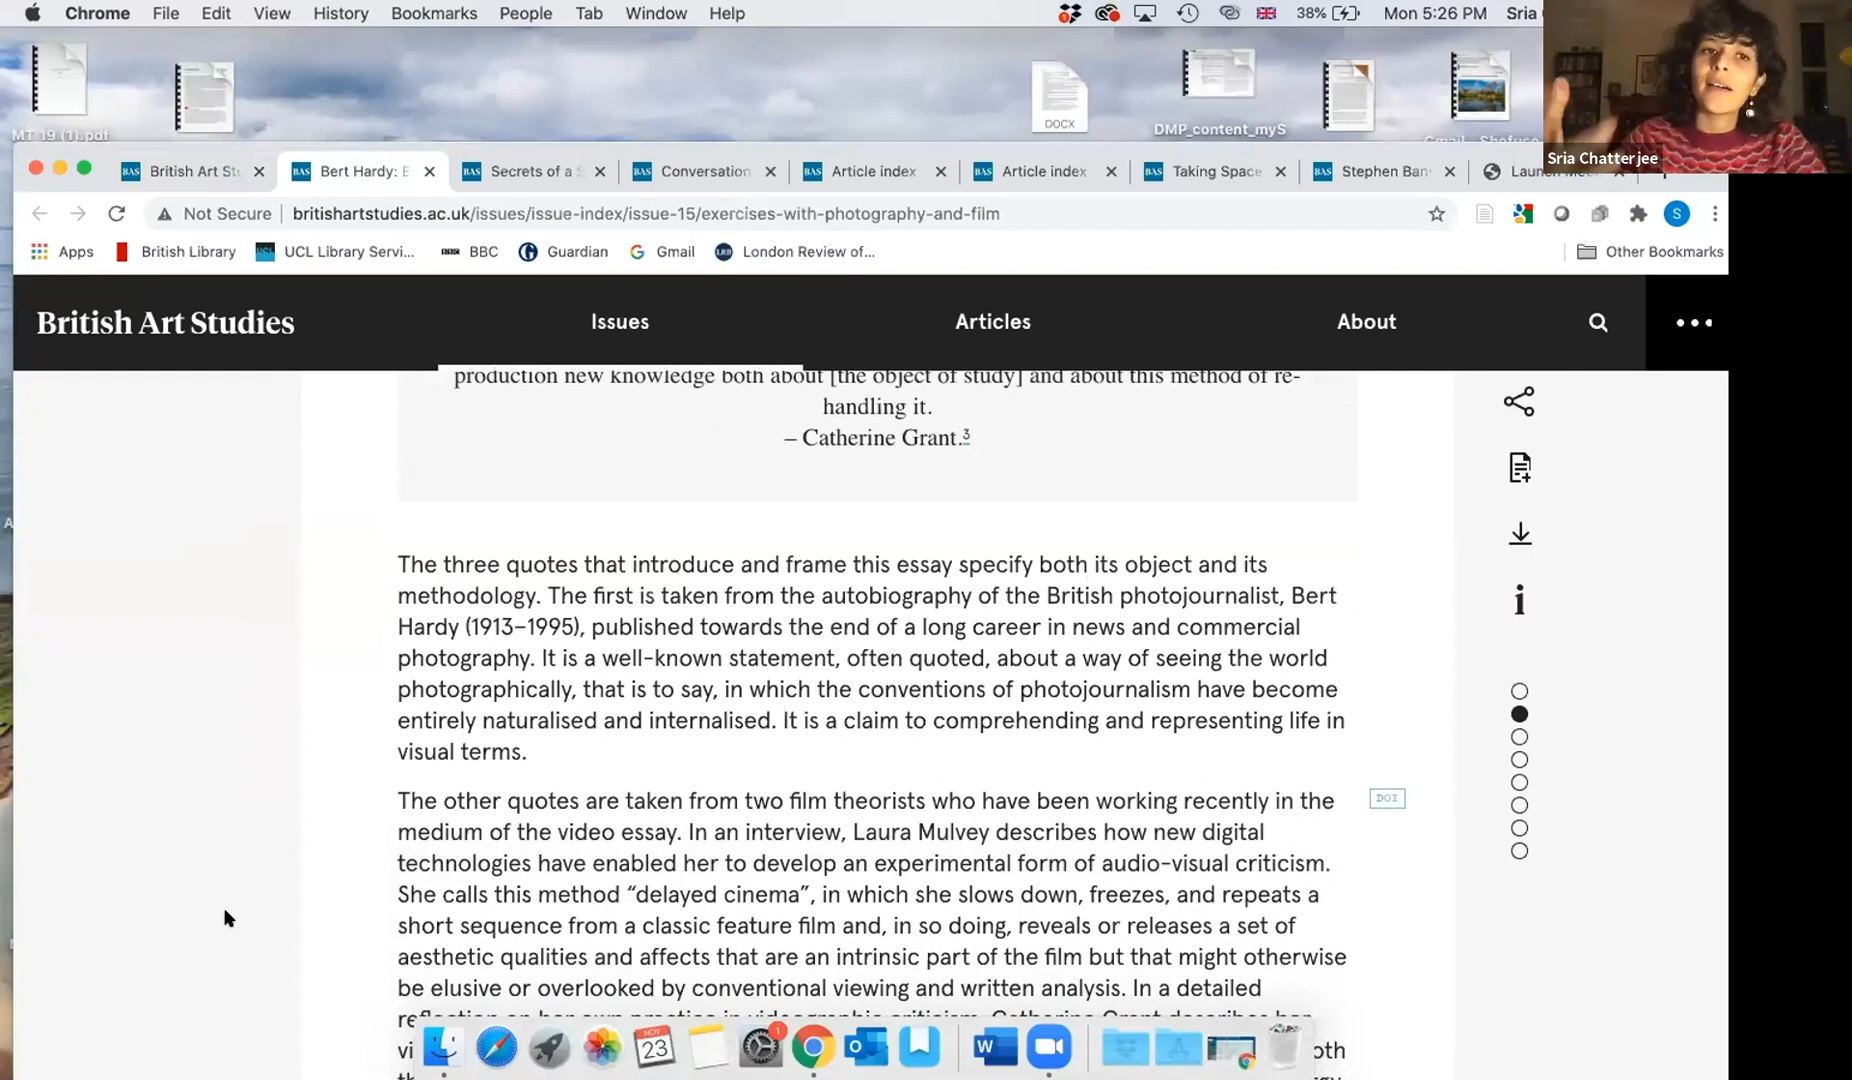 Chrome File Edit View History Bookmarks People Tab Window Help 38% Mon 5:26 PM Sria
MT 19 (1).pdf
DOCX
DMP_content_myS
Sria Chatterjee
British Art Stu
Bert Hardy: E
Secrets of a S
Conversation
Article index
Article index
Taking Space
Stephen Ban
Not Secure britishartstudies.ac.uk/issues/issue-index/issue-15/exercises-with-photography-and-film
S
Apps British Library UCL Library Servi... BBC Guardian Gmail London Review of... Other Bookmarks
British Art Studies Issues Articles About
production new knowledge both about [the object of study] and about this method of re-
handling it.
– Catherine Grant.3
The three quotes that introduce and frame this essay specify both its object and its
methodology. The first is taken from the autobiography of the British photojournalist, Bert
Hardy (1913–1995), published towards the end of a long career in news and commercial
photography. It is a well-known statement, often quoted, about a way of seeing the world
photographically, that is to say, in which the conventions of photojournalism have become
entirely naturalised and internalised. It is a claim to comprehending and representing life in
visual terms.
The other quotes are taken from two film theorists who have been working recently in the
DOI
medium of the video essay. In an interview, Laura Mulvey describes how new digital
technologies have enabled her to develop an experimental form of audio-visual criticism.
She calls this method “delayed cinema”, in which she slows down, freezes, and repeats a
short sequence from a classic feature film and, in so doing, reveals or releases a set of
aesthetic qualities and affects that are an intrinsic part of the film but that might otherwise
be elusive or overlooked by conventional viewing and written analysis. In a detailed
NOV
23
1